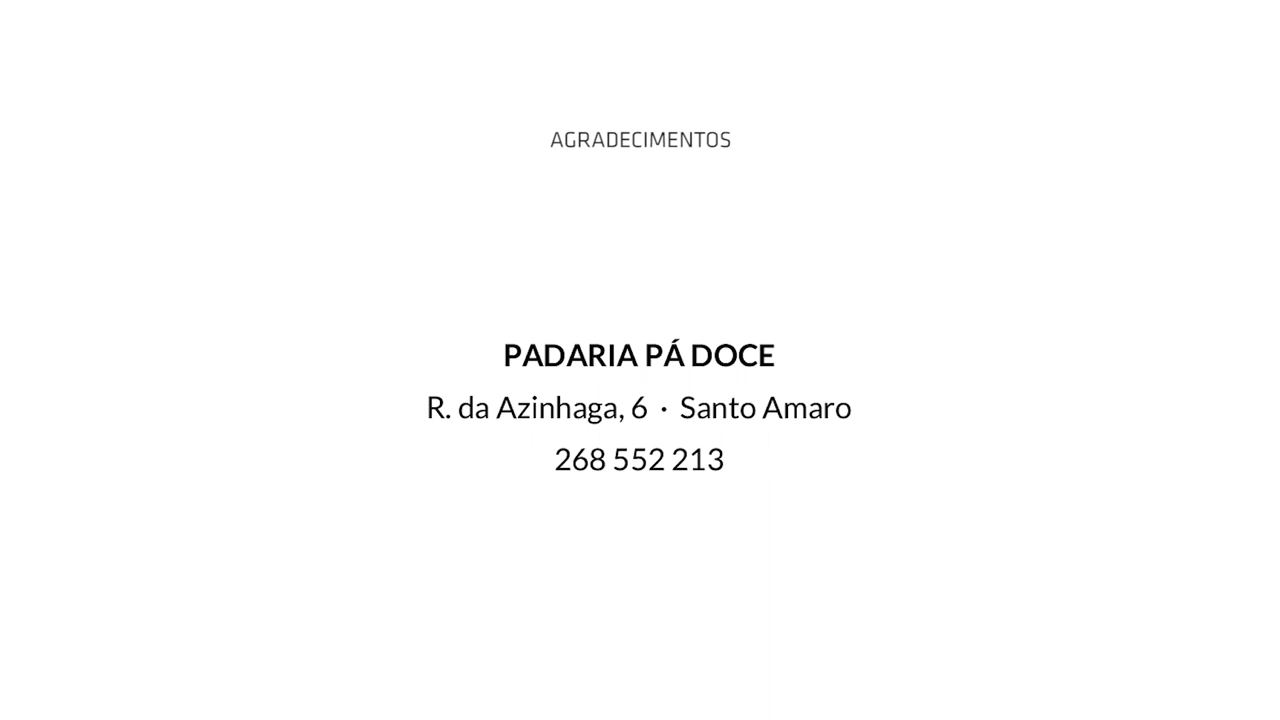 AGRADECIMENTOS
PADARIA PÁ DOCE
R. da Azinhaga, 6 · Santo Amaro
268 552 213